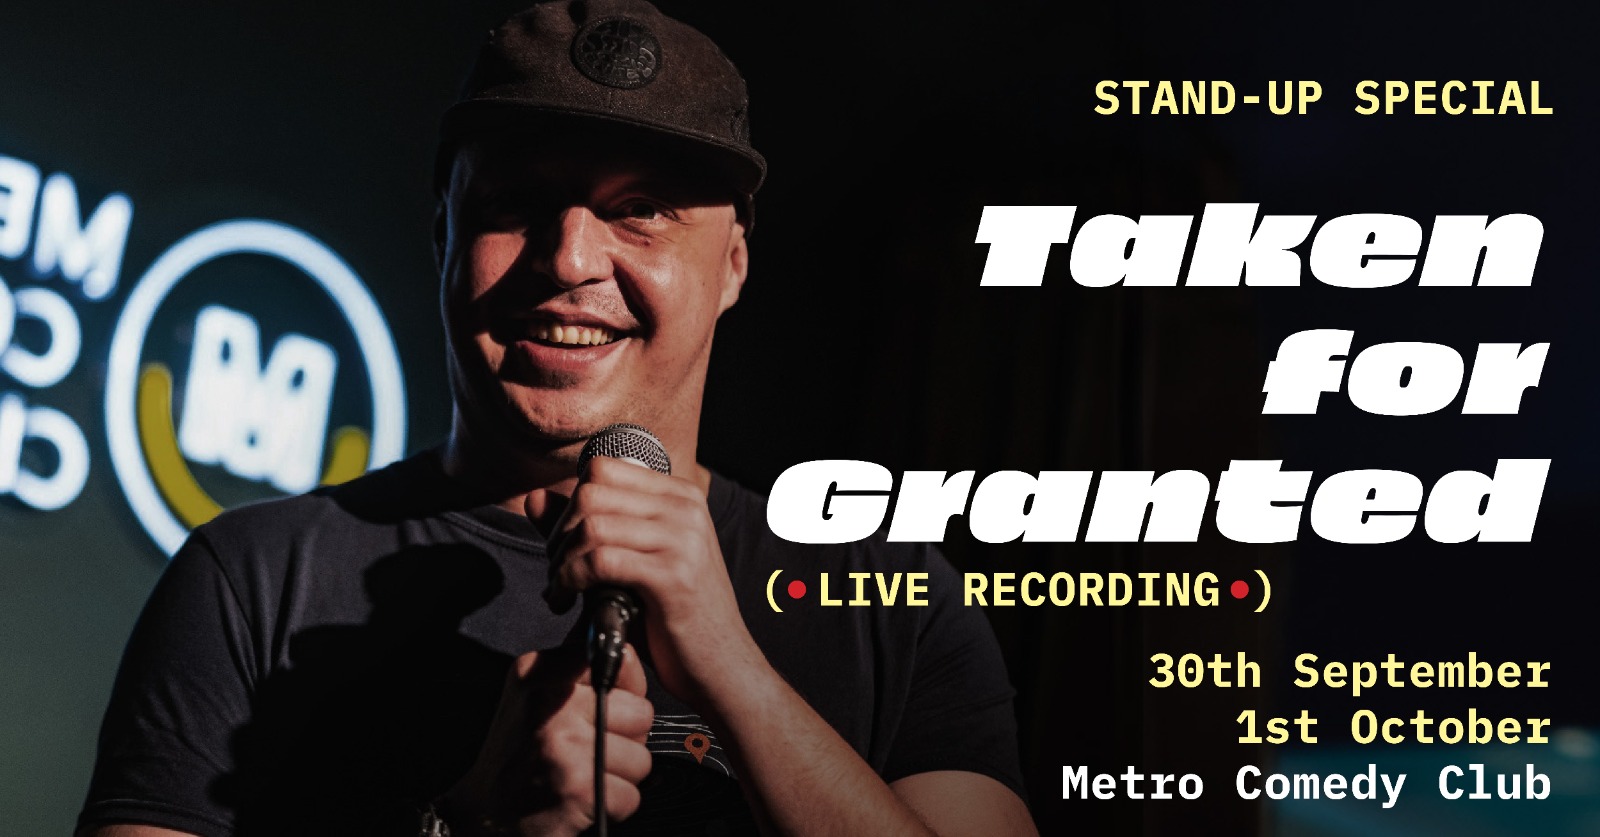 STAND-UP SPECIAL
Taken
for
Granted
(•LIVE RECORDING•)
30th September
1st October
Metro Comedy Club